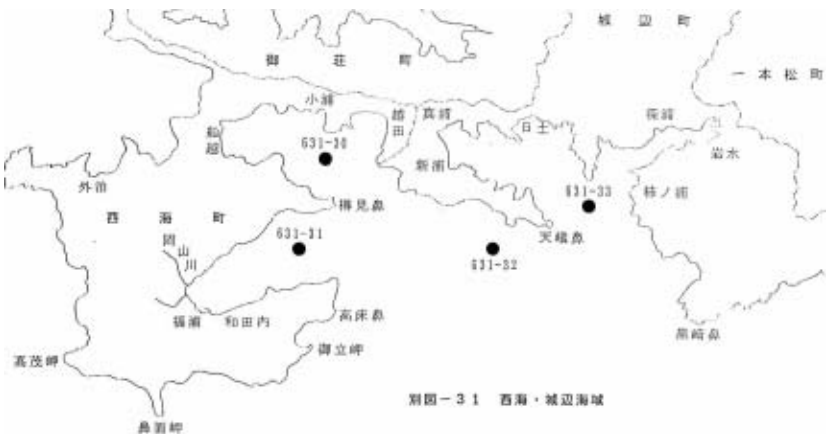 城辺町
御荘町
一本松町
小浦
越田
真浦
深浦
船越
631-30
日土
岩水
新浦
外泊
631-33
柿ノ浦
樽見鼻
西海町
岡山川
631-31
天嶬鼻
631-32
福浦
和田内
高床鼻
黒崎鼻
御立岬
高茂岬
別図-31 西海・城辺海域
鼻面岬